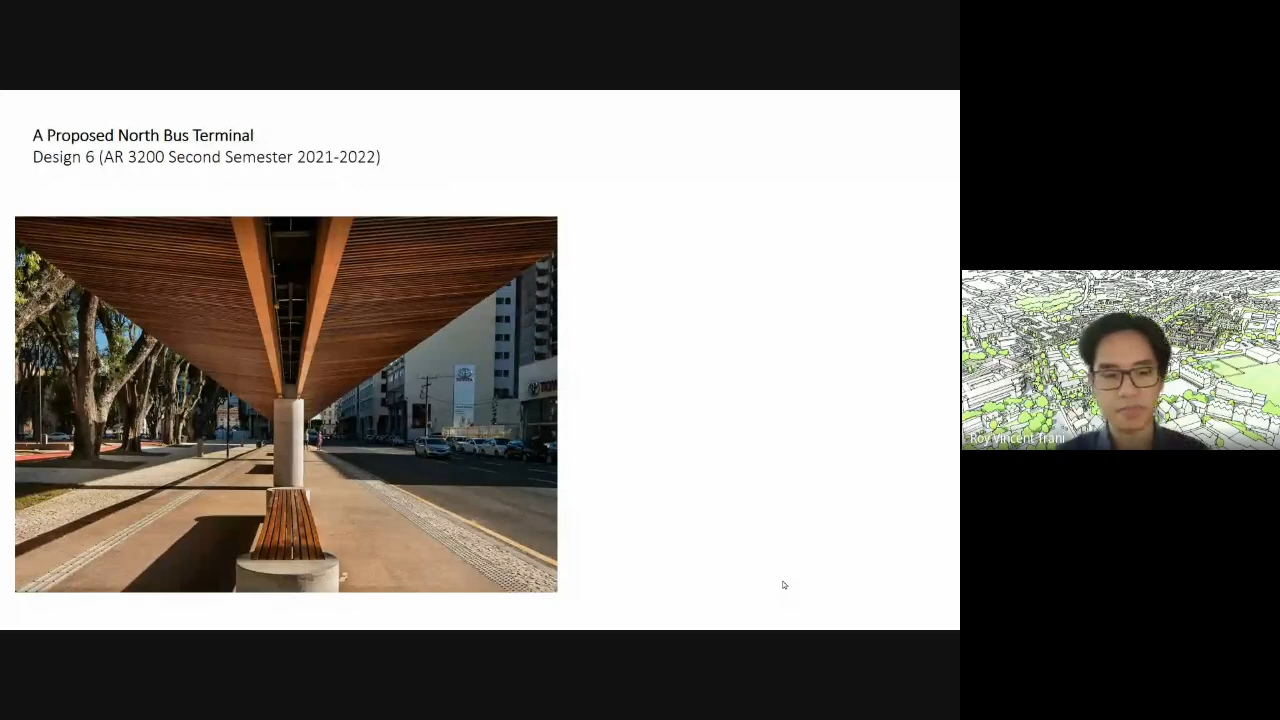 A Proposed North Bus Terminal
Design 6 (AR 3200 Second Semester 2021-2022)
Roy Vincent Trani